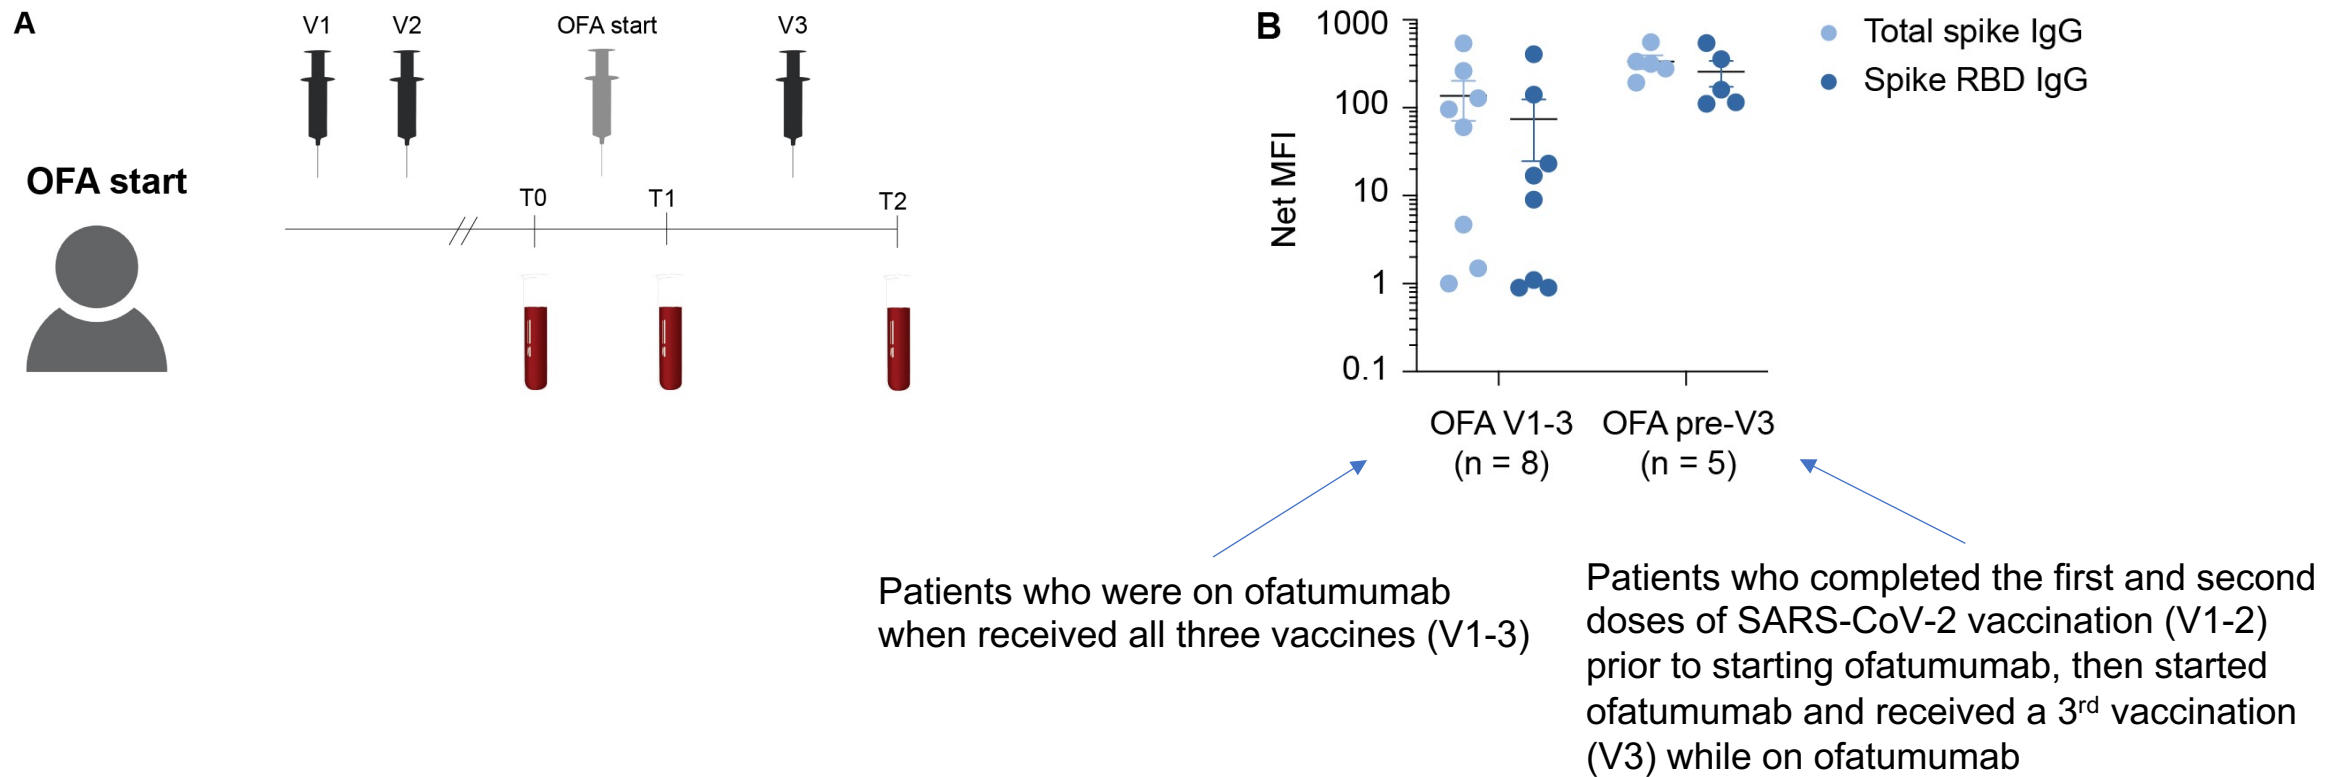 A
V1
V2
OFA start
V3
OFA start
T0
T1
T2
B
1000
100
10
1
0.1
Net MFI
Total spike IgG
Spike RBD IgG
OFA V1-3
(n = 8)
OFA pre-V3
(n = 5)
Patients who were on ofatumumab
when received all three vaccines (V1-3)
Patients who completed the first and second
doses of SARS-CoV-2 vaccination (V1-2)
prior to starting ofatumumab, then started
ofatumumab and received a 3rd vaccination
(V3) while on ofatumumab